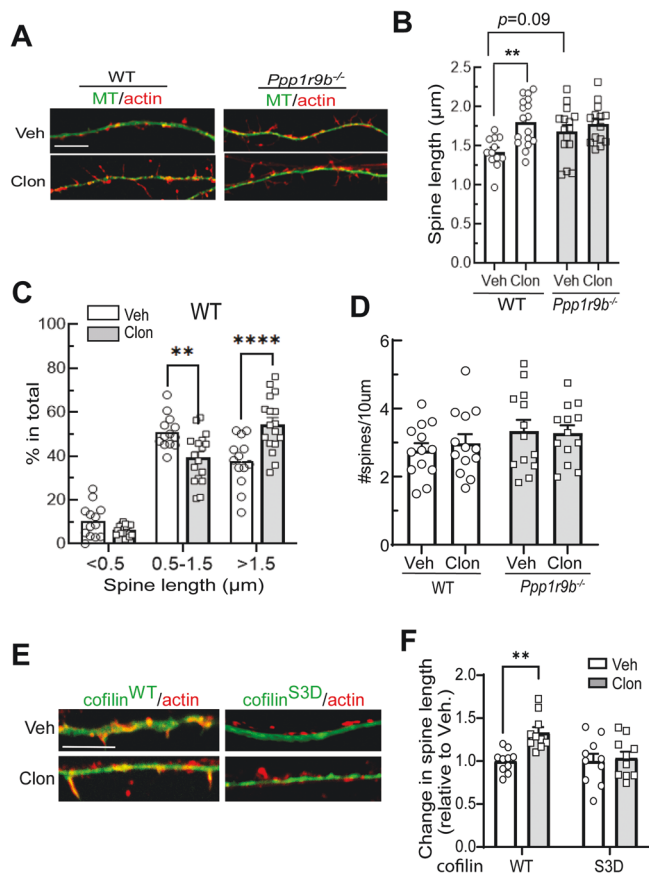 A
WT
Ppp1r9b-/-
MT/actin
MT/actin
Veh
Clon
B
p=0.09
**
Spine length (μm)
2.5
2.0
1.5
1.0
0.5
0.0
Veh Clon Veh Clon
WT Ppp1r9b-/-
C
WT
Veh
Clon
** ****
% in total
100
80
60
40
20
0
<0.5 0.5-1.5 >1.5
Spine length (μm)
D
#spines/10um
6
4
2
0
Veh Clon Veh Clon
WT Ppp1r9b-/-
E
cofilinWT/actin
cofilinS3D/actin
Veh
Clon
F
Veh
Clon
**
Change in spine length
(relative to Veh.)
2.0
1.5
1.0
0.5
0.0
cofilin WT S3D